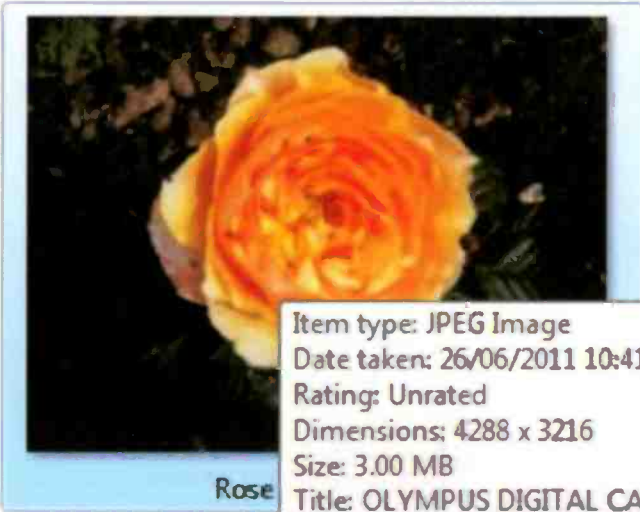 Item type: JPEG Image
Date taken: 26/06/2011 10:41
Rating: Unrated
Dimensions: 4288 x 3216
Size: 3.00 MB
Rose
Title: OLYMPUS DIGITAL CA